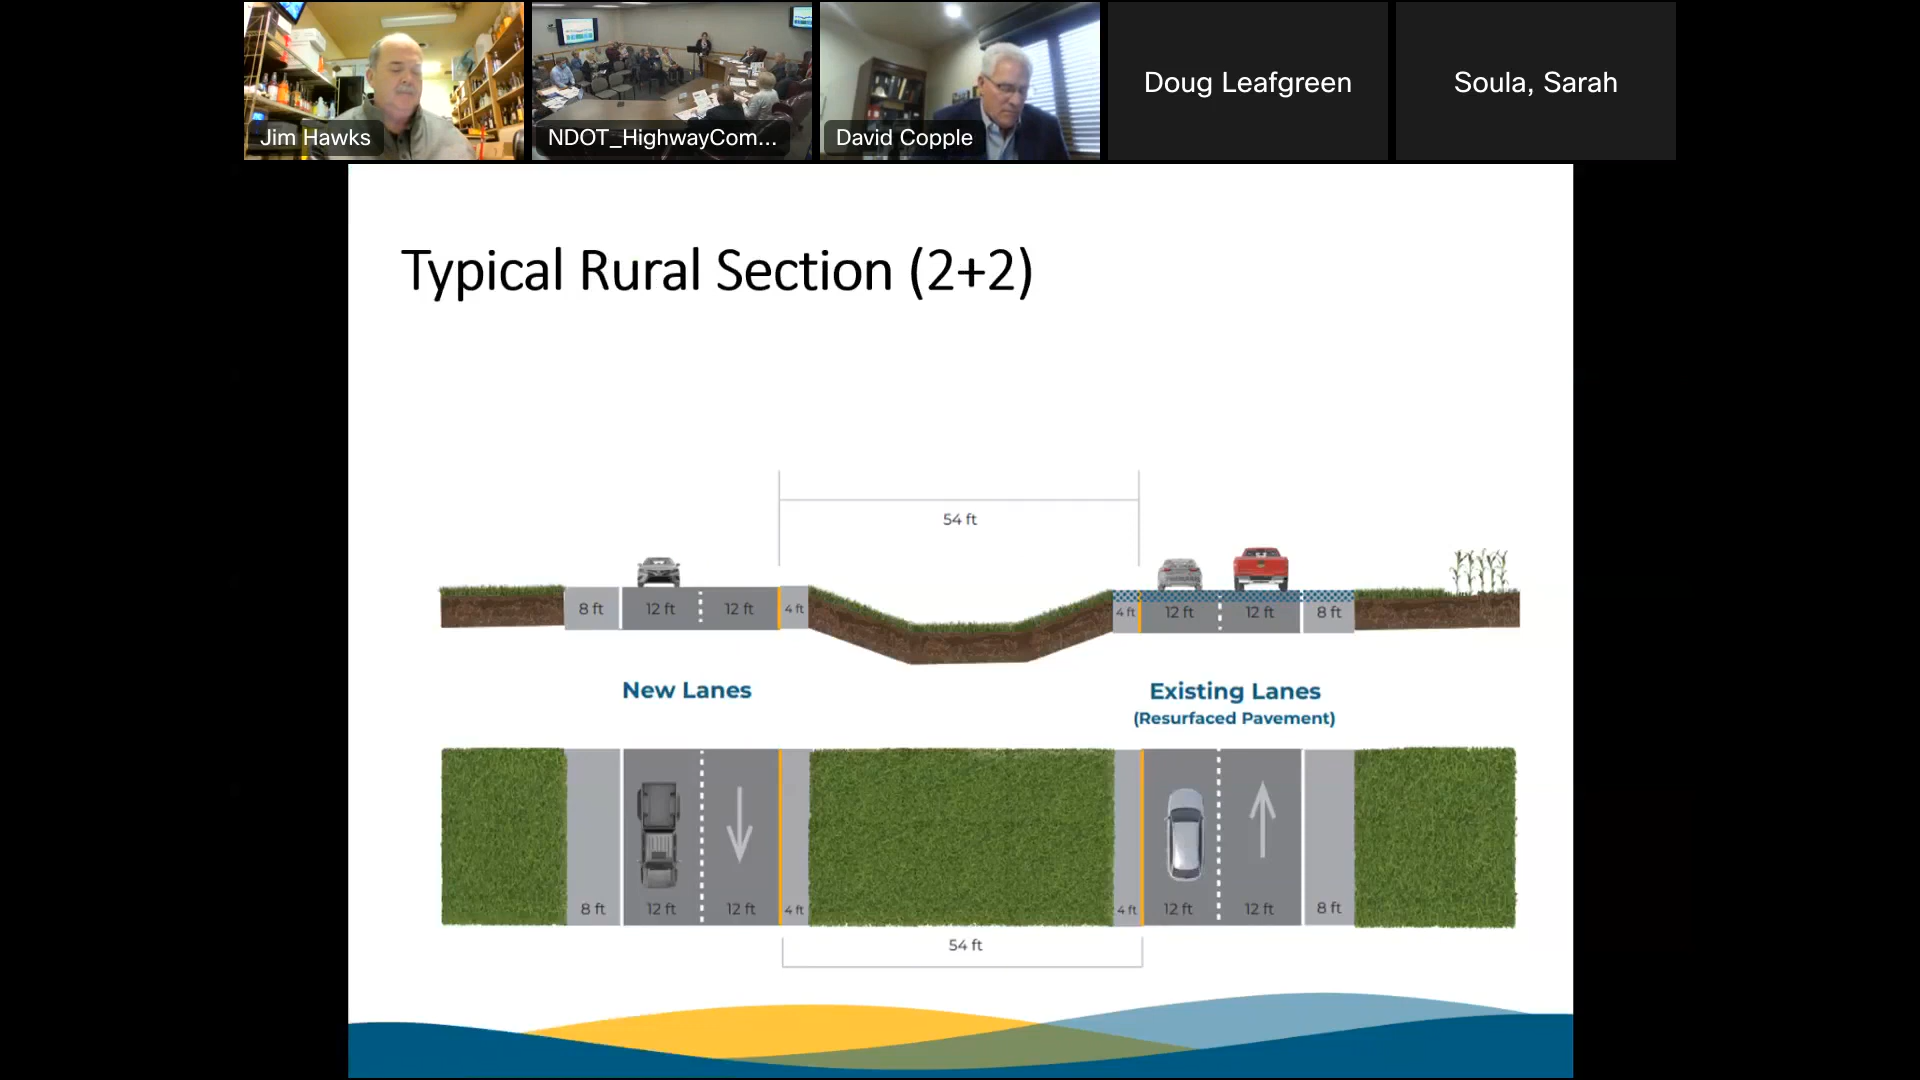 Jim Hawks
NDOT_HighwayCom...
David Copple
Doug Leafgreen
Soula, Sarah
Typical Rural Section (2+2)
54 ft
8 ft 12 ft 12 ft 4 ft
4 ft 12 ft 12 ft 8 ft
New Lanes
Existing Lanes
(Resurfaced Pavement)
8 ft 12 ft 12 ft 4 ft
4 ft 12 ft 12 ft 8 ft
54 ft